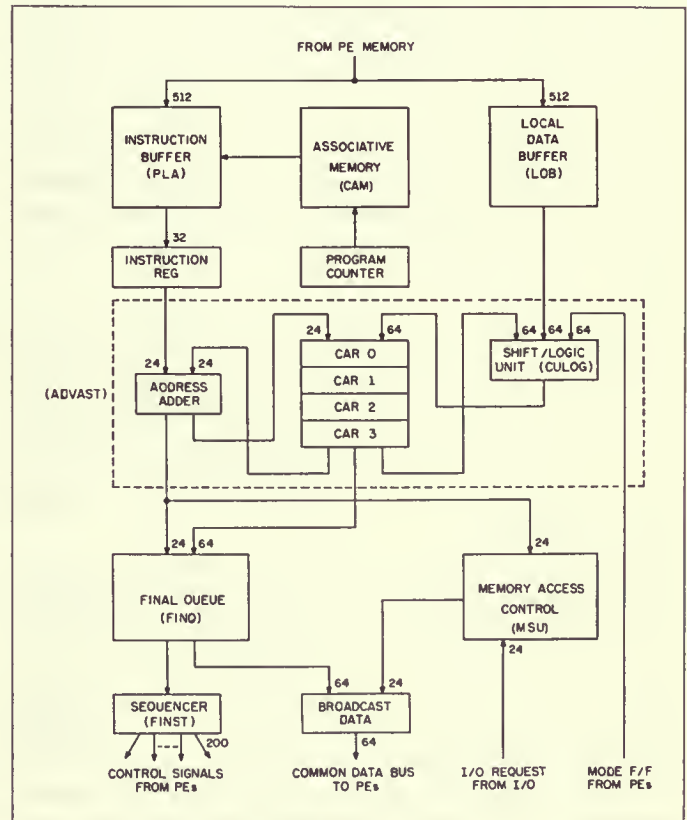 FROM PE MEMORY
512
512
INSTRUCTION
BUFFER
(PLA)
ASSOCIATIVE
MEMORY
(CAM)
LOCAL
DATA
BUFFER
(LOB)
32
INSTRUCTION
REG
PROGRAM
COUNTER
(ADVAST)
24
24
ADDRESS
ADDER
24
64
CAR 0
CAR 1
CAR 2
CAR 3
64
64
64
SHIFT/LOGIC
UNIT (CULOG)
24
64
FINAL QUEUE
(FINQ)
24
MEMORY ACCESS
CONTROL
(MSU)
24
64
24
SEQUENCER
(FINST)
BROADCAST
DATA
200
64
CONTROL SIGNALS
FROM PEs
COMMON DATA BUS
TO PEs
I/O REQUEST
FROM I/O
MODE F/F
FROM PEs